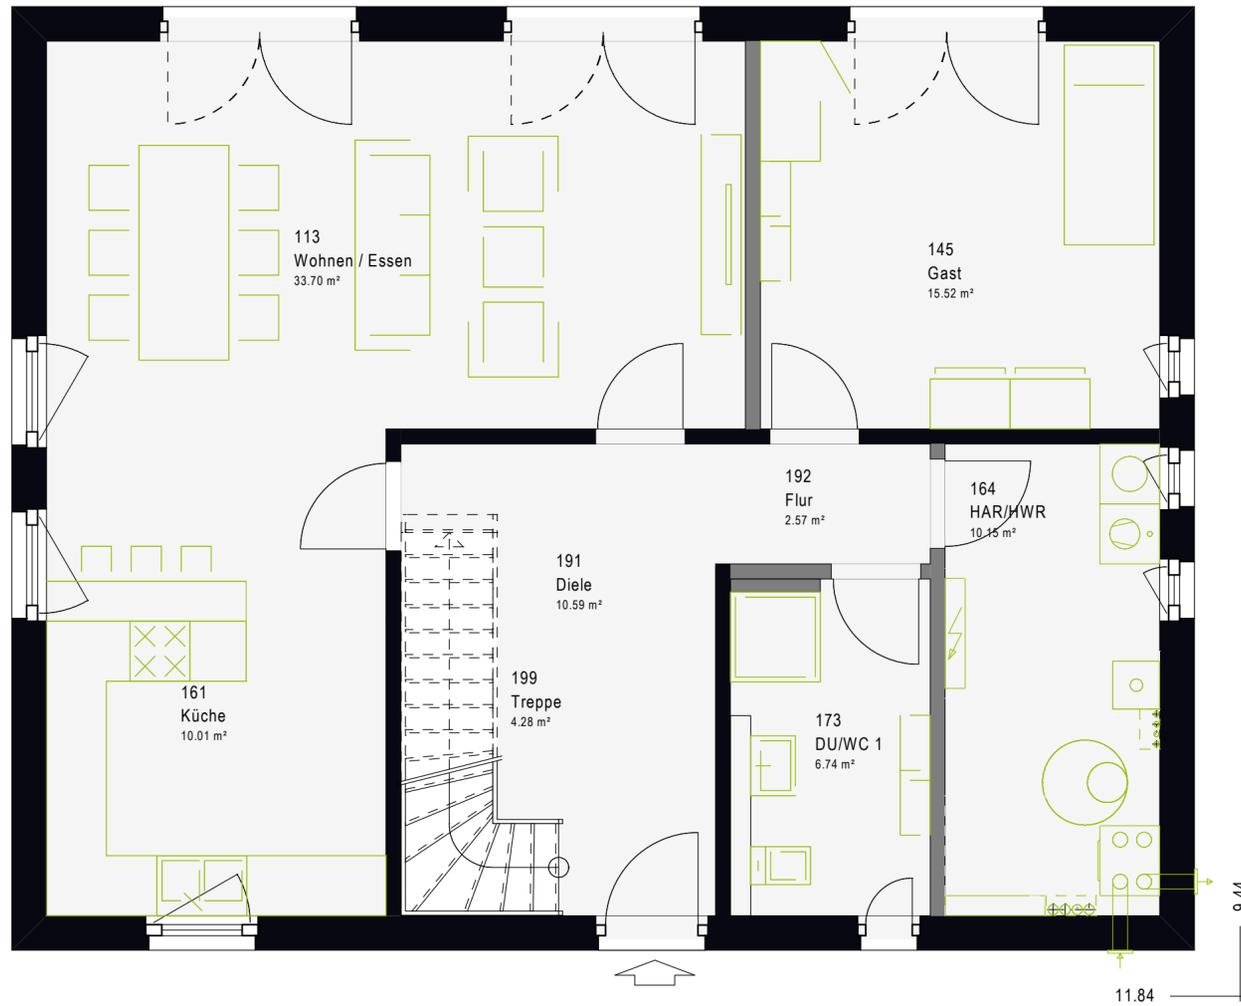 113
Wohnen / Essen
33.70 m²
145
Gast
15.52 m²
192
Flur
2.57 m²
164
HAR/HWR
10.15 m²
191
Diele
10.59 m²
199
Treppe
4.28 m²
161
Küche
10.01 m²
173
DU/WC 1
6.74 m²
9.44
11.84